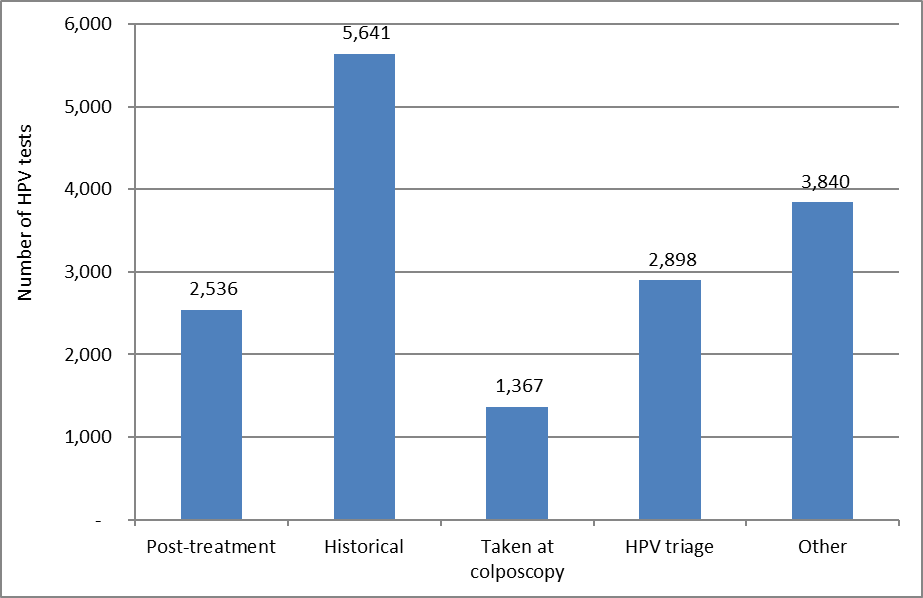 6,000
5,000
4,000
3,000
2,000
1,000
-
Number of HPV tests
2,536
5,641
1,367
2,898
3,840
Post-treatment
Historical
Taken at
colposcopy
HPV triage
Other